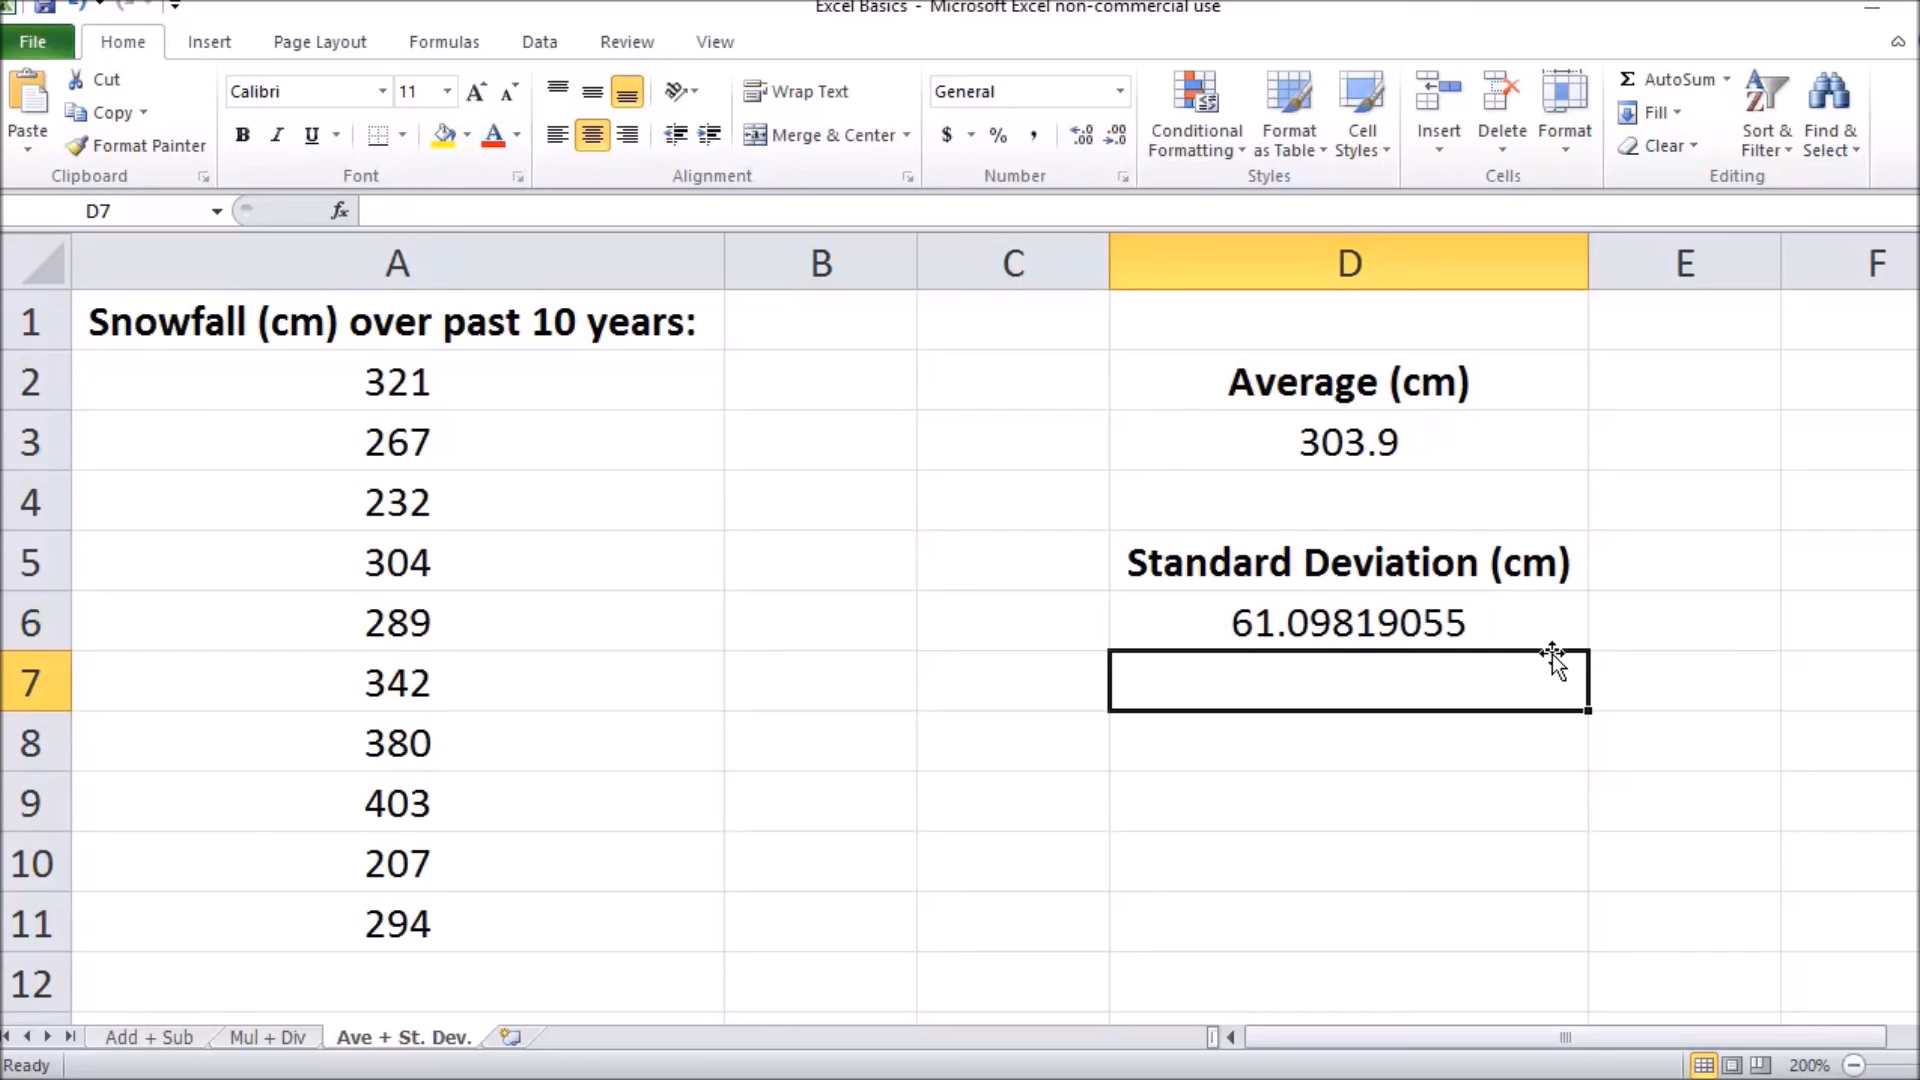 Excel Basics - Microsoft Excel non-commercial use
File Home Insert Page Layout Formulas Data Review View
Paste
Cut
Copy
Format Painter
Clipboard
Calibri 11
B I U
A
Font
Wrap Text
Merge & Center
Alignment
General
$ % ,
Number
Conditional Formatting
Format as Table
Cell Styles
Styles
Insert Delete Format
Cells
Σ AutoSum
Fill
Clear
Sort & Filter
Find & Select
Editing
D7 fx
A B C D E F
1 Snowfall (cm) over past 10 years:
2 321 Average (cm)
3 267 303.9
4 232
5 304 Standard Deviation (cm)
6 289 61.09819055
7 342
8 380
9 403
10 207
11 294
12
Add + Sub Mul + Div Ave + St. Dev.
Ready 200%